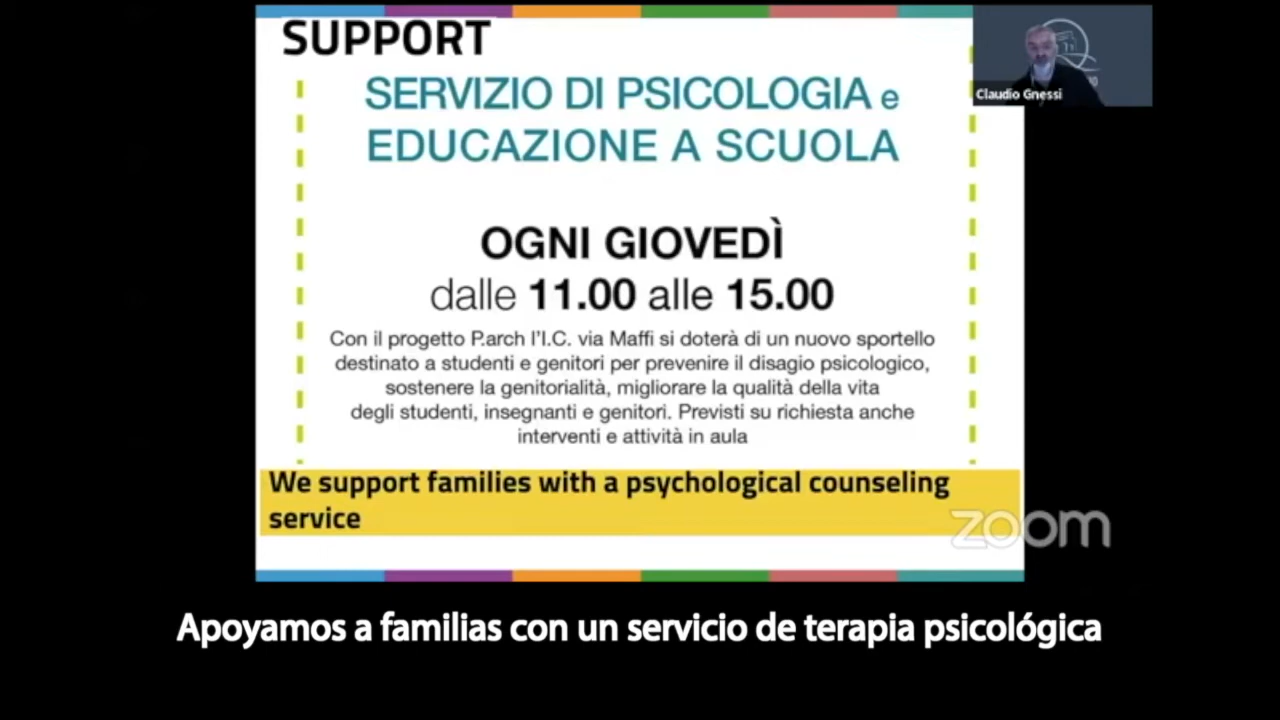 SUPPORT
SERVIZIO DI PSICOLOGIA e
EDUCAZIONE A SCUOLA
OGNI GIOVEDÌ
dalle 11.00 alle 15.00
Con il progetto P.arch l'I.C. via Maffi si doterà di un nuovo sportello
destinato a studenti e genitori per prevenire il disagio psicologico,
sostenere la genitorialità, migliorare la qualità della vita
degli studenti, insegnanti e genitori. Previsti su richiesta anche
interventi e attività in aula
We support families with a psychological counseling
service
Claudio Gnessi
zoom
Apoyamos a familias con un servicio de terapia psicológica